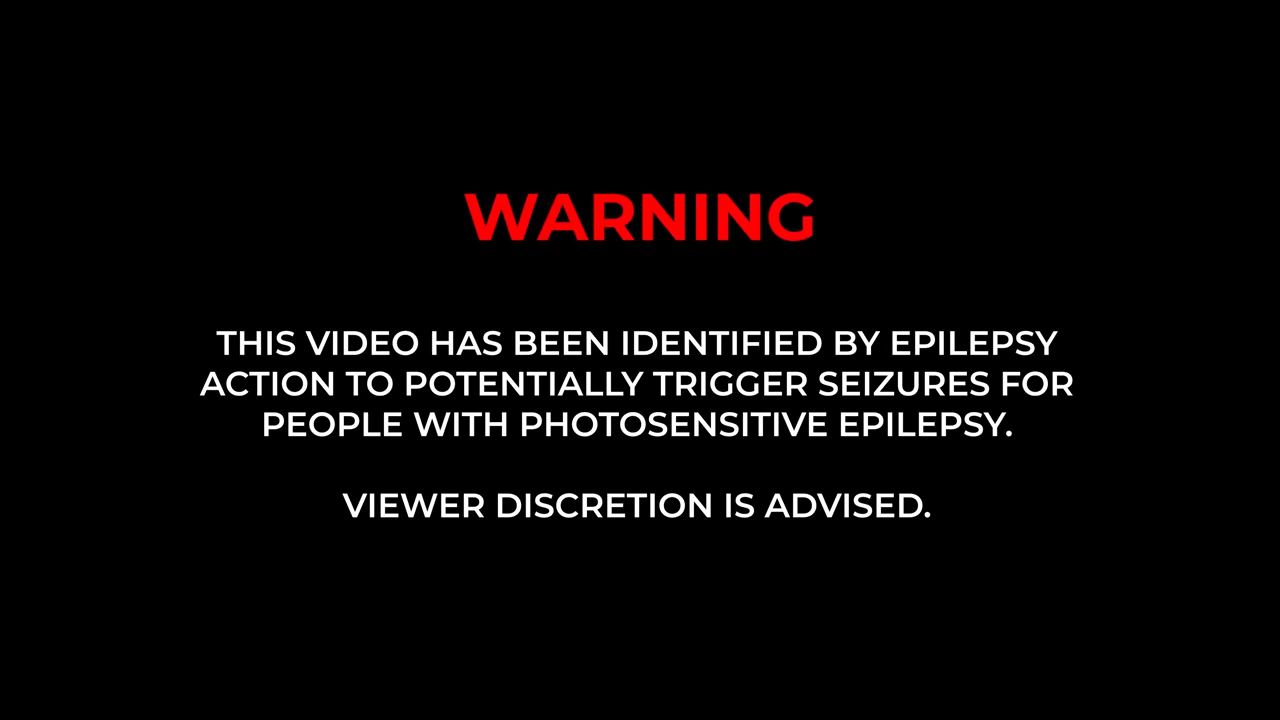 WARNING
THIS VIDEO HAS BEEN IDENTIFIED BY EPILEPSY
ACTION TO POTENTIALLY TRIGGER SEIZURES FOR
PEOPLE WITH PHOTOSENSITIVE EPILEPSY.
VIEWER DISCRETION IS ADVISED.